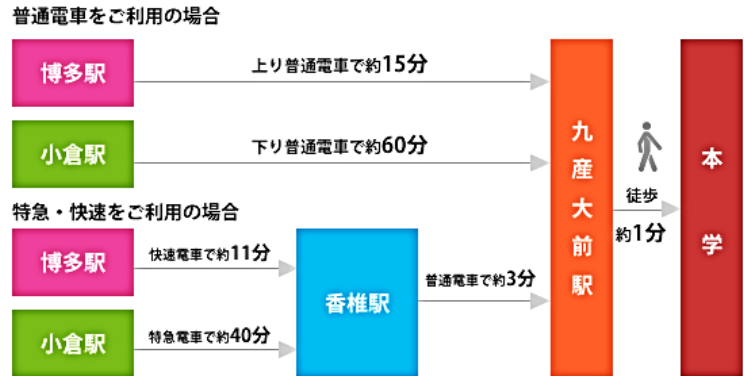 普通電車をご利用の場合
博多駅
上り普通電車で約15分
小倉駅
下り普通電車で約60分
特急・快速をご利用の場合
博多駅
快速電車で約11分
小倉駅
特急電車で約40分
香椎駅
普通電車で約3分
九産大前駅
徒歩
約1分
本学